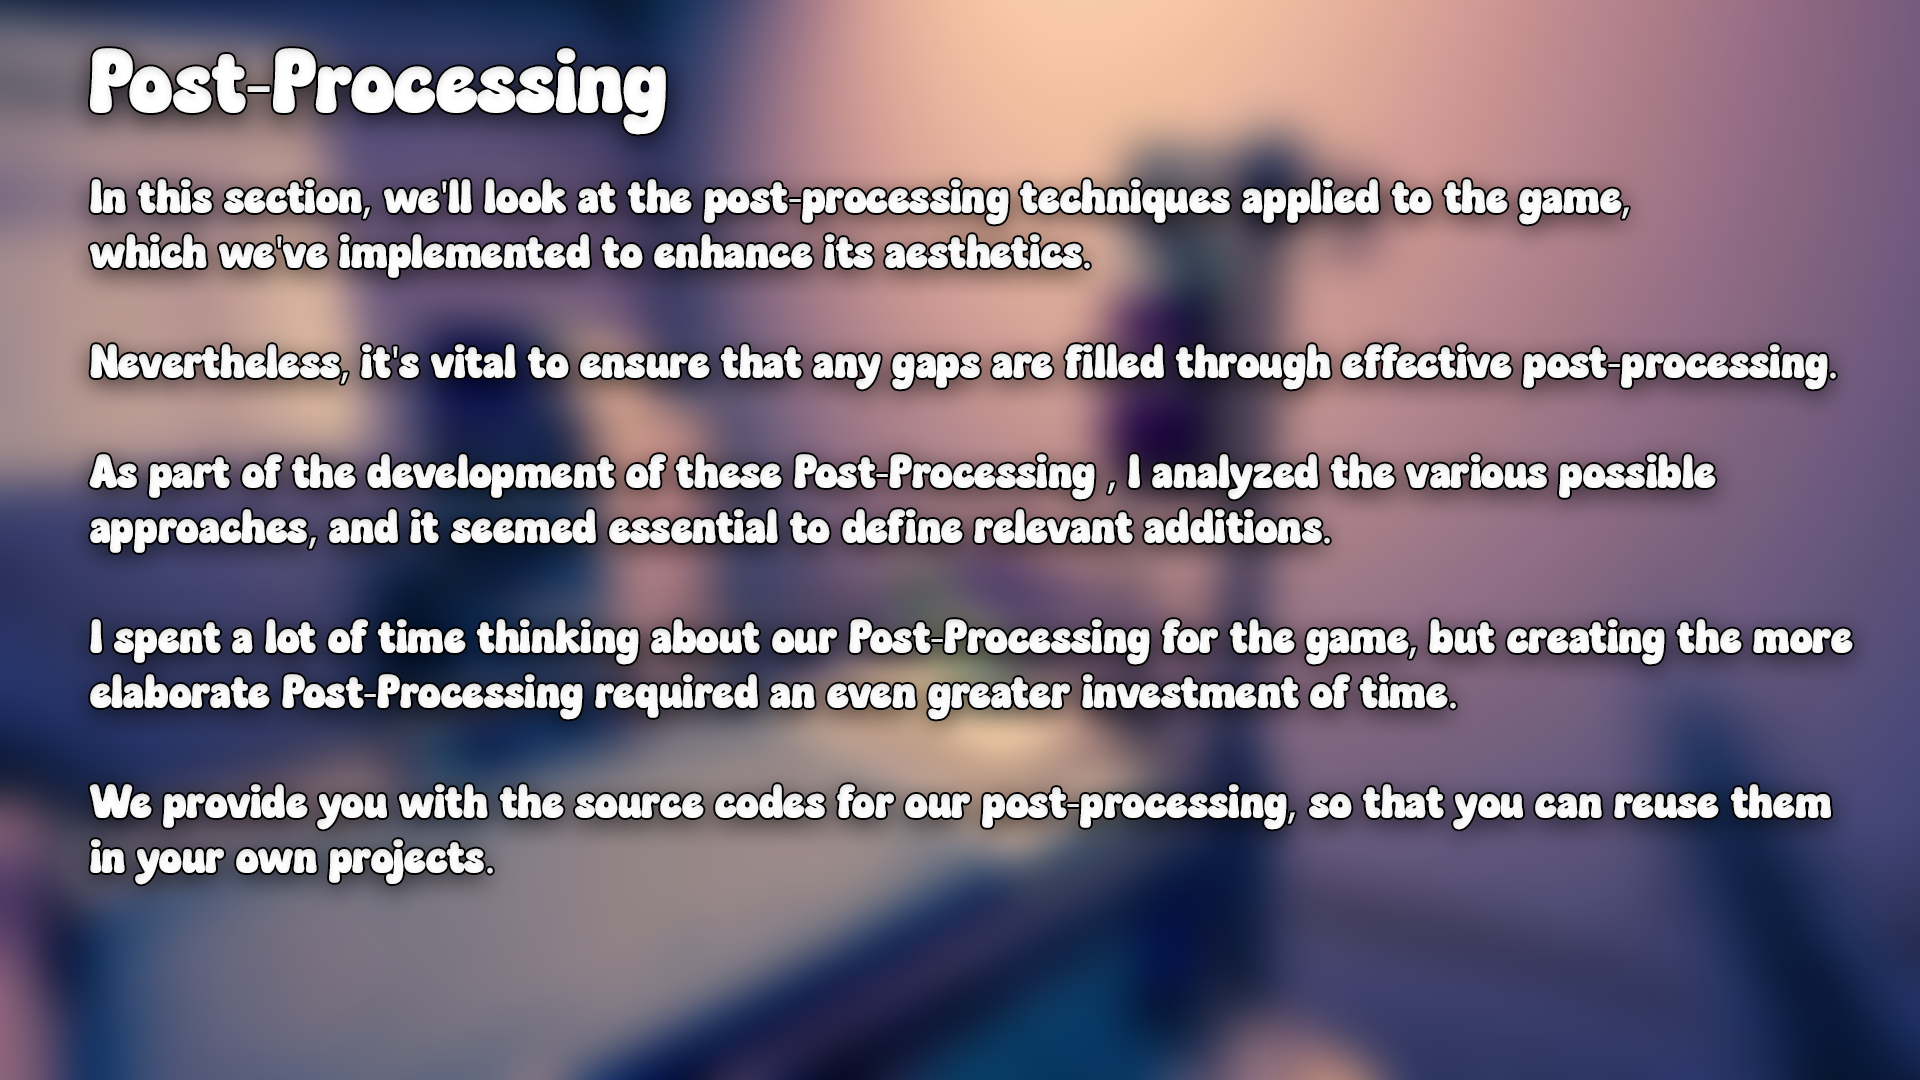 Post-Processing
In this section, we'll look at the post-processing techniques applied to the game,
which we've implemented to enhance its aesthetics.
Nevertheless, it's vital to ensure that any gaps are filled through effective post-processing.
As part of the development of these Post-Processing , I analyzed the various possible
approaches, and it seemed essential to define relevant additions.
I spent a lot of time thinking about our Post-Processing for the game, but creating the more
elaborate Post-Processing required an even greater investment of time.
We provide you with the source codes for our post-processing, so that you can reuse them
in your own projects.